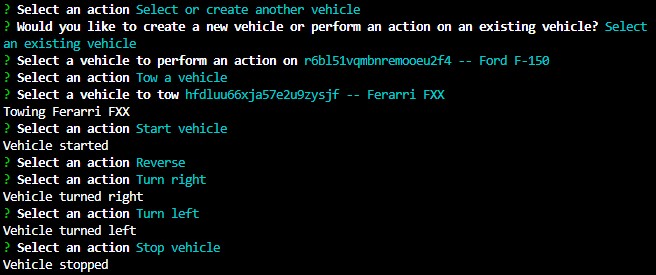 ? Select an action Select or create another vehicle
? Would you like to create a new vehicle or perform an action on an existing vehicle? Select
an existing vehicle
? Select a vehicle to perform an action on r6bl51vqmbnremooeu2f4 -- Ford F-150
? Select an action Tow a vehicle
? Select a vehicle to tow hfdluu66xja57e2u9zysjf -- Ferarri FXX
Towing Ferarri FXX
? Select an action Start vehicle
Vehicle started
? Select an action Reverse
? Select an action Turn right
Vehicle turned right
? Select an action Turn left
Vehicle turned left
? Select an action Stop vehicle
Vehicle stopped